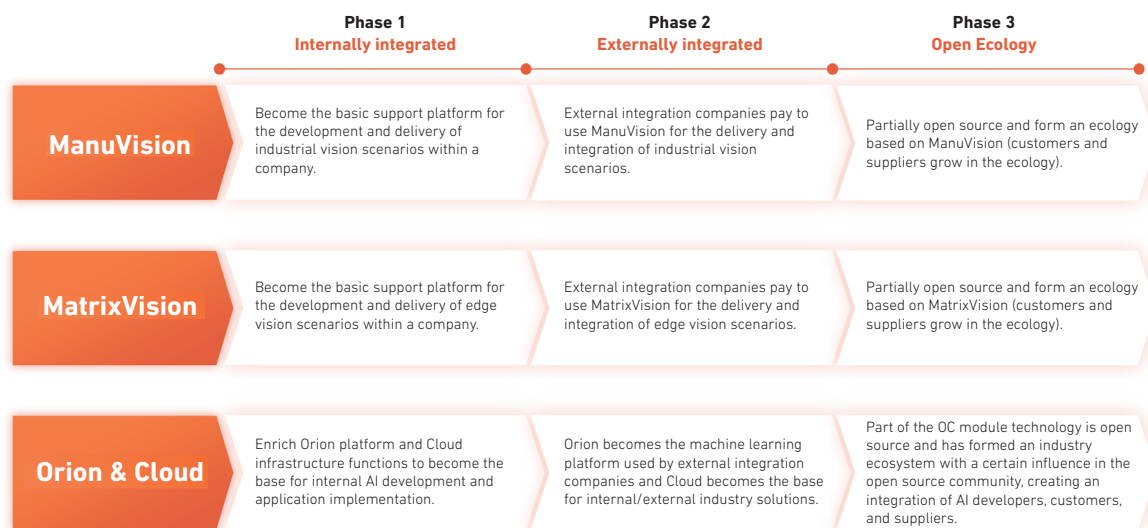 Phase 1
Internally integrated
Phase 2
Externally integrated
Phase 3
Open Ecology
ManuVision
Become the basic support platform for
the development and delivery of
industrial vision scenarios within a
company.
External integration companies pay to
use ManuVision for the delivery and
integration of industrial vision
scenarios.
Partially open source and form an ecology
based on ManuVision (customers and
suppliers grow in the ecology).
MatrixVision
Become the basic support platform for
the development and delivery of edge
vision scenarios within a company.
External integration companies pay to
use MatrixVision for the delivery and
integration of edge vision scenarios.
Partially open source and form an ecology
based on MatrixVision (customers and
suppliers grow in the ecology).
Orion & Cloud
Enrich Orion platform and Cloud
infrastructure functions to become the
base for internal AI development and
application implementation.
Orion becomes the machine learning
platform used by external integration
companies and Cloud becomes the base
for internal/external industry solutions.
Part of the OC module technology is open
source and has formed an industry
ecosystem with a certain influence in the
open source community, creating an
integration of AI developers, customers,
and suppliers.